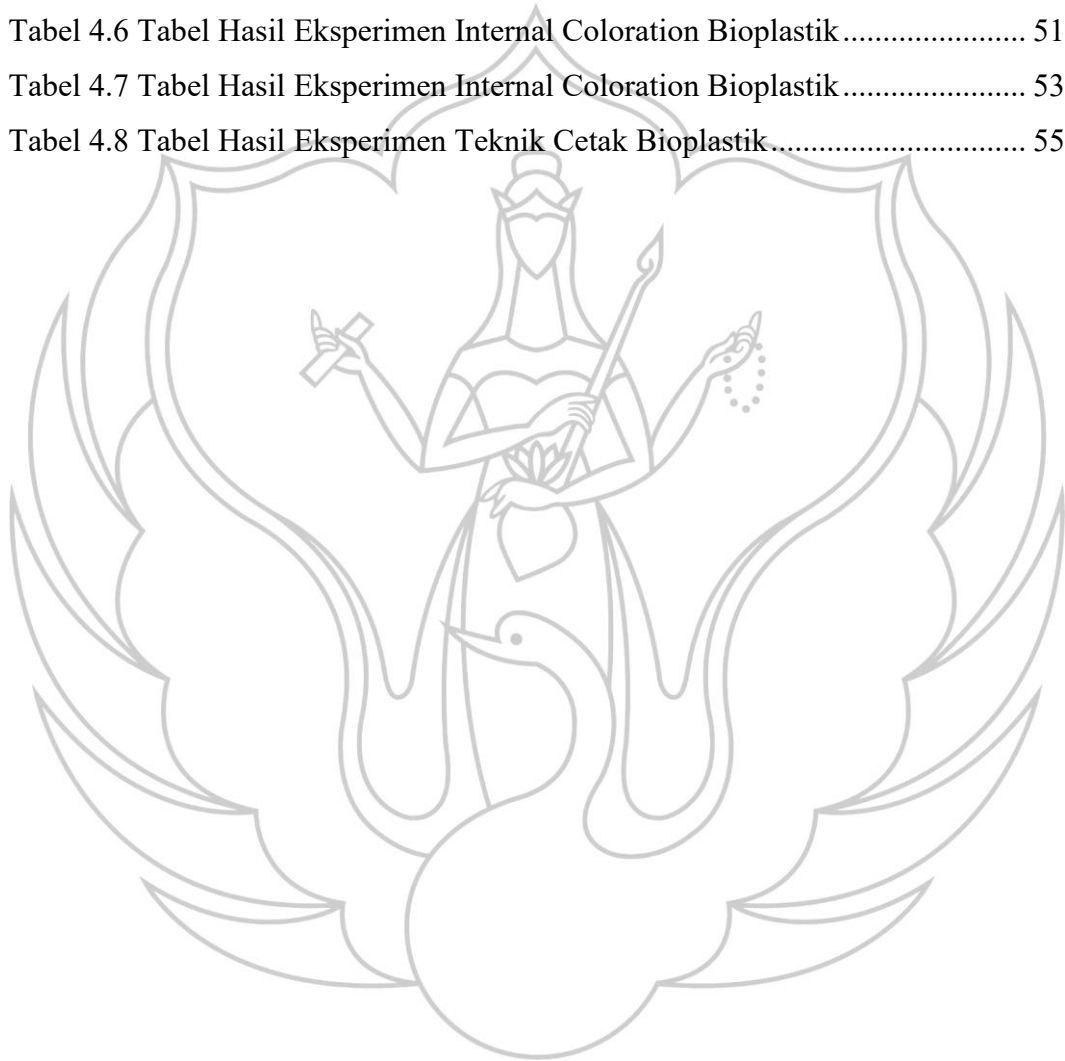 Tabel 4.6 Tabel Hasil Eksperimen Internal Coloration Bioplastik....................... 51
Tabel 4.7 Tabel Hasil Eksperimen Internal Coloration Bioplastik....................... 53
Tabel 4.8 Tabel Hasil Eksperimen Teknik Cetak Bioplastik................................ 55